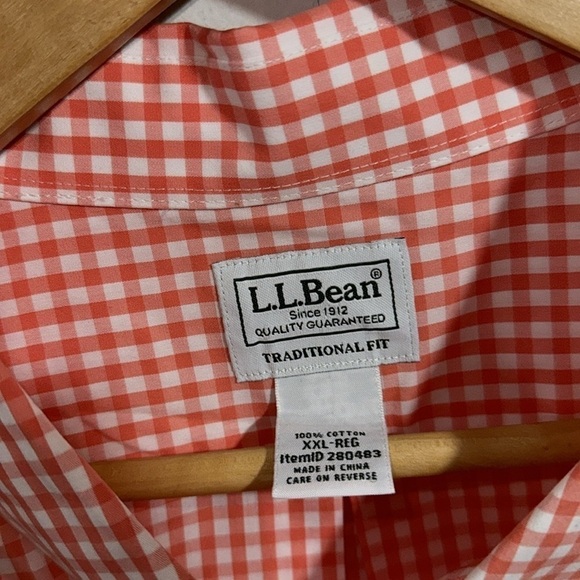 L.L.Bean®
Since 1912
QUALITY GUARANTEED
TRADITIONAL FIT
100% COTTON
XXL-REG
ItemID 280483
MADE IN CHINA
CARE ON REVERSE